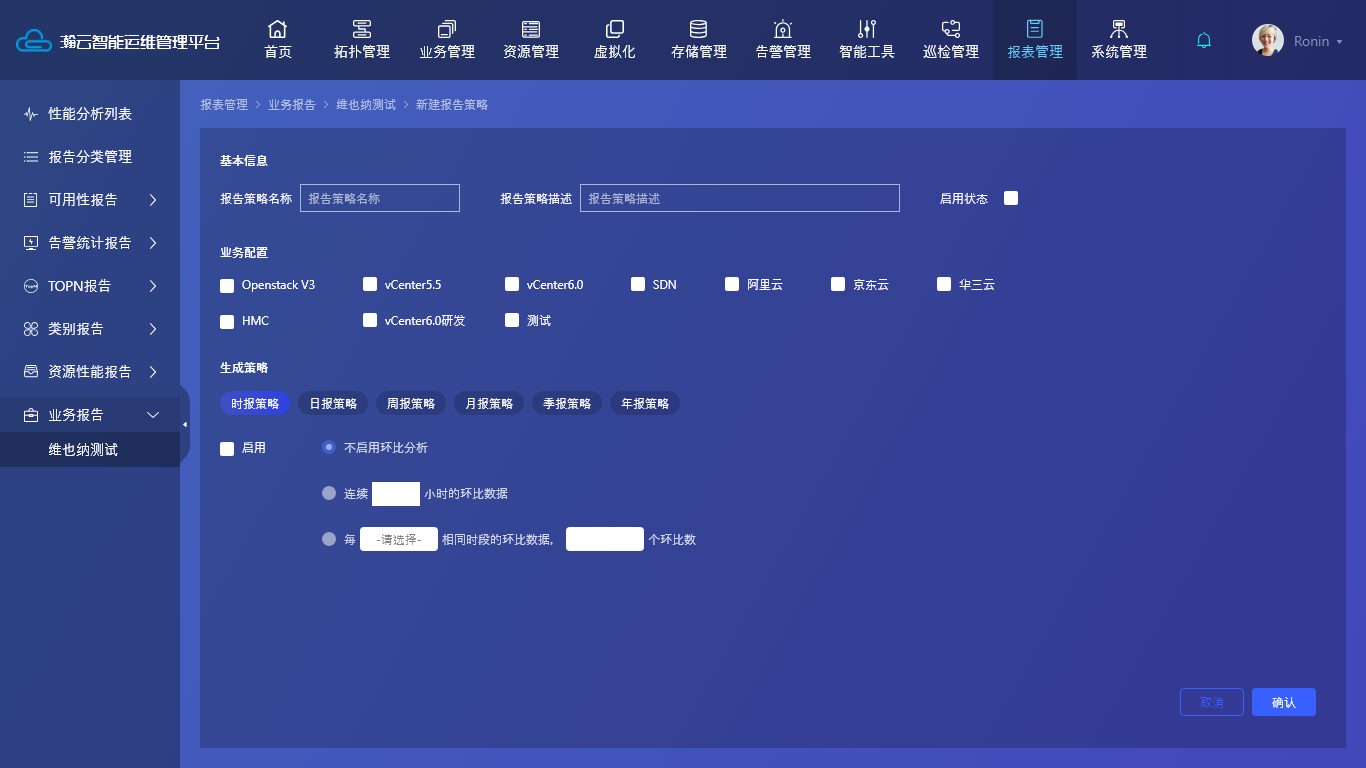 瀚云智能运维管理平台
首页 拓扑管理 业务管理 资源管理 虚拟化 存储管理 告警管理 智能工具 巡检管理 报表管理 系统管理 Ronin
性能分析列表
报告分类管理
可用性报告
告警统计报告
TOPN报告
类别报告
资源性能报告
业务报告
维也纳测试
报表管理 > 业务报告 > 维也纳测试 > 新建报告策略
基本信息
报告策略名称 报告策略名称 报告策略描述 报告策略描述 启用状态
业务配置
Openstack V3 vCenter5.5 vCenter6.0 SDN 阿里云 京东云 华三云
HMC vCenter6.0研发 测试
生成策略
时报策略 日报策略 周报策略 月报策略 季报策略 年报策略
启用 不启用环比分析
连续 小时的环比数据
每 -请选择- 相同时段的环比数据, 个环比数
取消 确认